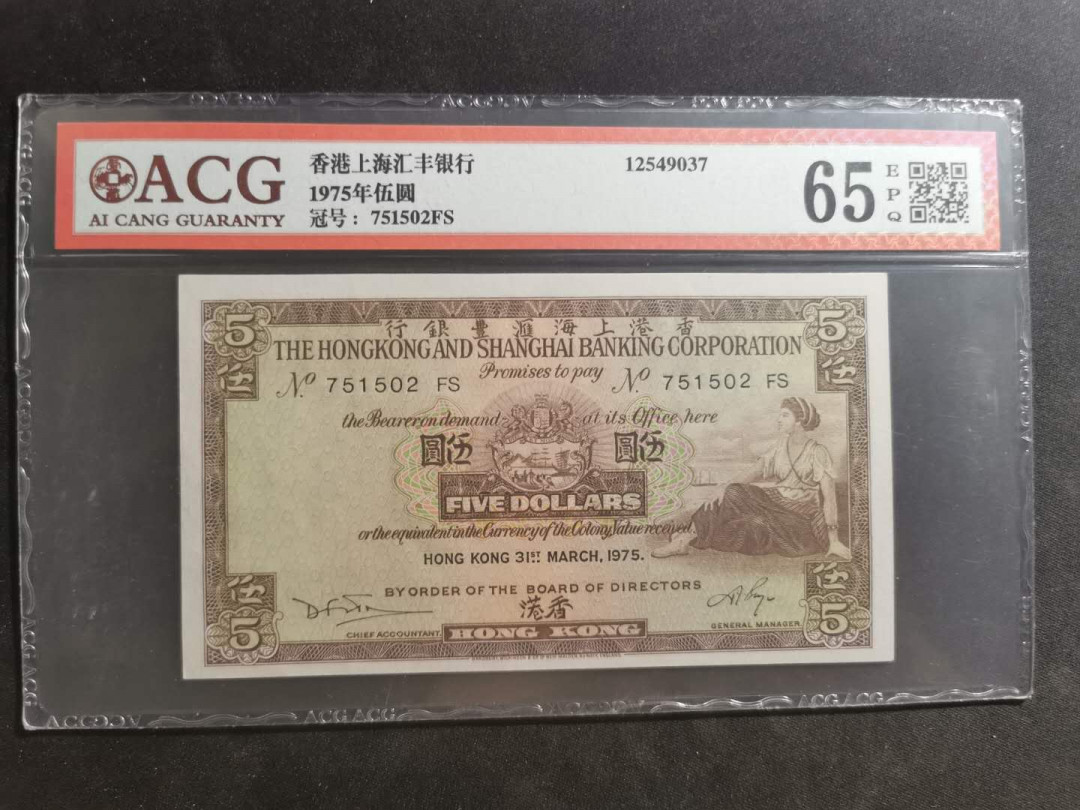 ACG
AI CANG GUARANTY
香港上海汇丰银行
1975年伍圆
冠号: 751502FS
12549037
65
EPQ
5 伍
5 伍
行銀豐滙海上港香
THE HONGKONG AND SHANGHAI BANKING CORPORATION
Promises to pay
Nº 751502 FS
Nº 751502 FS
the Bearer on demand at its Office here
圓伍
圓伍
FIVE DOLLARS
or the equivalent in the Currency of the Colony, Value received.
HONG KONG 31ST MARCH, 1975.
BY ORDER OF THE BOARD OF DIRECTORS
港香
CHIEF ACCOUNTANT
HONG KONG
GENERAL MANAGER
伍 5
伍 5
ACG ACG